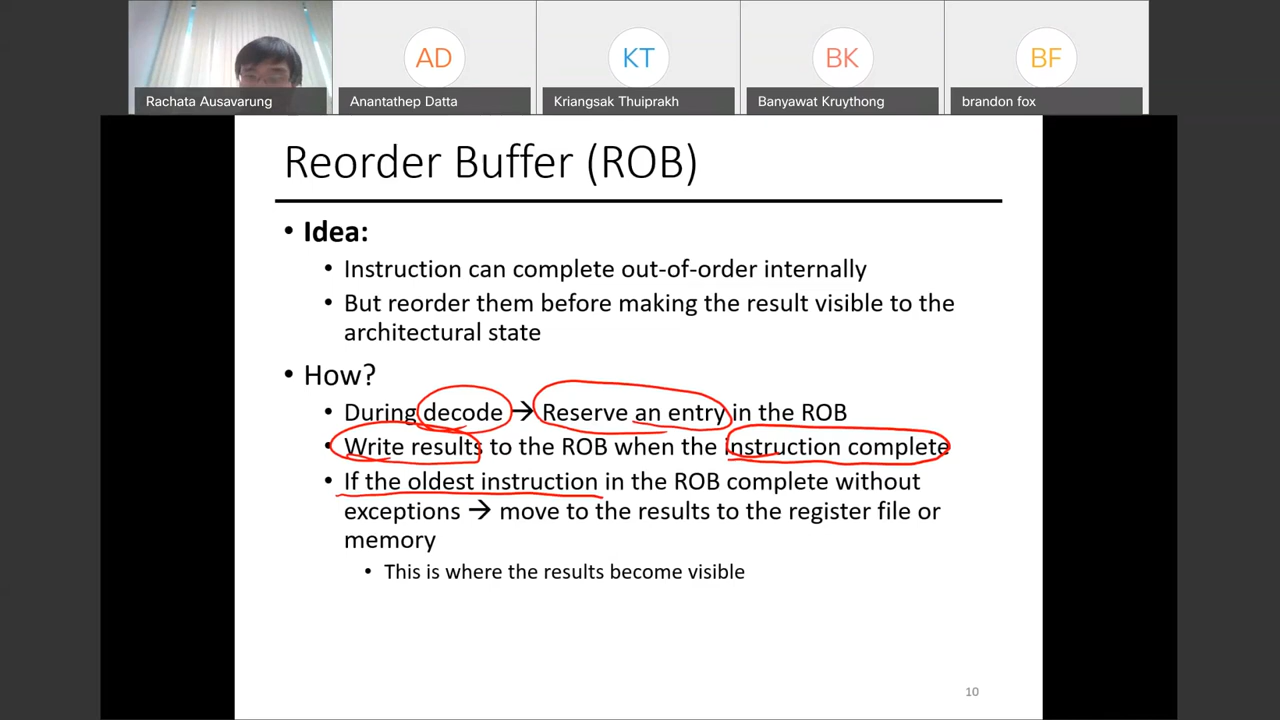 AD
KT
BK
BF
Rachata Ausavarung
Anantathep Datta
Kriangsak Thuiprakh
Banyawat Kruythong
brandon fox
Reorder Buffer (ROB)
• Idea:
• Instruction can complete out-of-order internally
• But reorder them before making the result visible to the
architectural state
• How?
• During decode → Reserve an entry in the ROB
• Write results to the ROB when the instruction complete
• If the oldest instruction in the ROB complete without
exceptions → move to the results to the register file or
memory
• This is where the results become visible
10